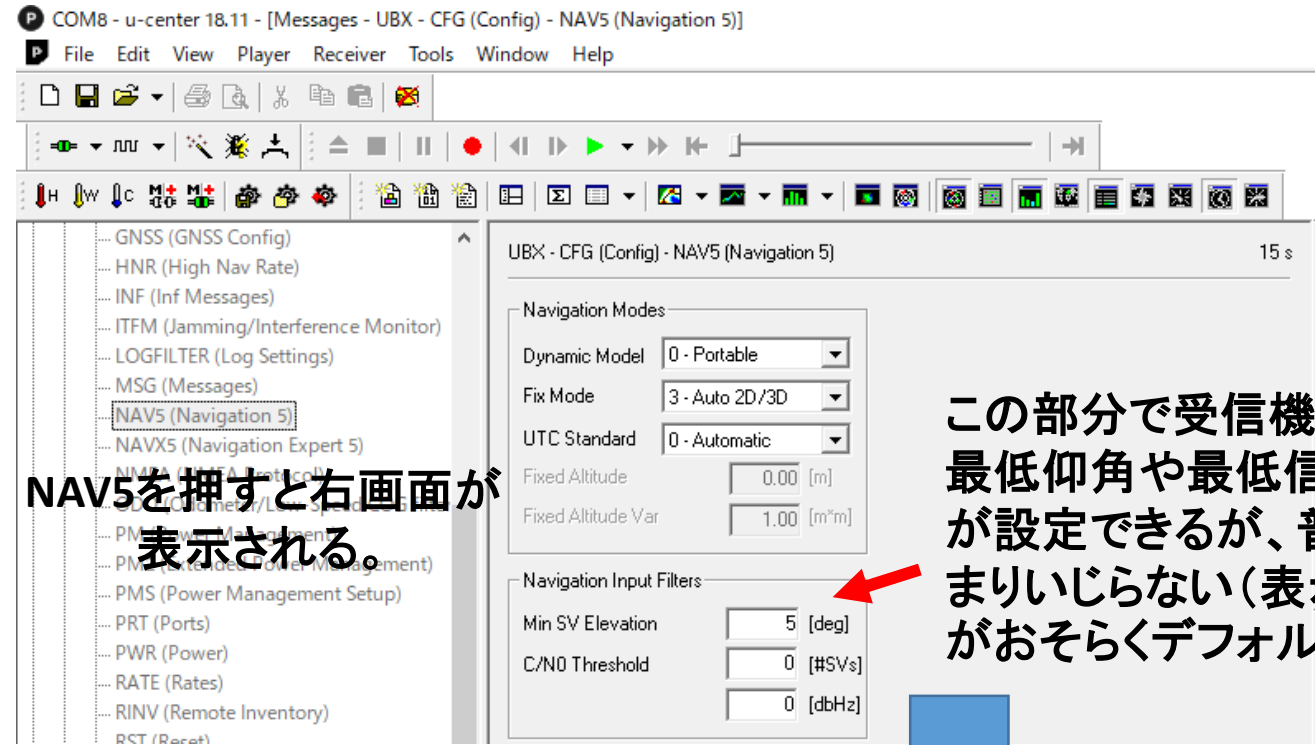 COM8 - u-center 18.11 - [Messages - UBX - CFG (Config) - NAV5 (Navigation 5)]
File Edit View Player Receiver Tools Window Help
GNSS (GNSS Config)
HNR (High Nav Rate)
INF (Inf Messages)
ITFM (Jamming/Interference Monitor)
LOGFILTER (Log Settings)
MSG (Messages)
NAV5 (Navigation 5)
NAVX5 (Navigation Expert 5)
NMEA (NMEA Protocol)
PMS (Power Management Setup)
PRT (Ports)
PWR (Power)
RATE (Rates)
RINV (Remote Inventory)
RST (Reset)
NAV5を押すと右画面が
表示される。
UBX - CFG (Config) - NAV5 (Navigation 5) 15 s
Navigation Modes
Dynamic Model 0 - Portable
Fix Mode 3 - Auto 2D/3D
UTC Standard 0 - Automatic
Fixed Altitude 0.00 [m]
Fixed Altitude Var 1.00 [m*m]
Navigation Input Filters
Min SV Elevation 5 [deg]
C/N0 Threshold 0 [#SVs]
0 [dbHz]
この部分で受信機
最低仰角や最低信
が設定できるが、普
まりいじらない（表示
がおそらくデフォル